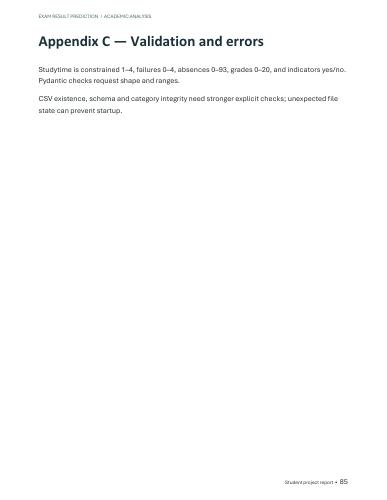 EXAM RESULT PREDICTION / ACADEMIC ANALYSIS
Appendix C — Validation and errors
Studytime is constrained 1–4, failures 0–4, absences 0–93, grades 0–20, and indicators yes/no.
Pydantic checks request shape and ranges.
CSV existence, schema and category integrity need stronger explicit checks; unexpected file
state can prevent startup.
Student project report • 85